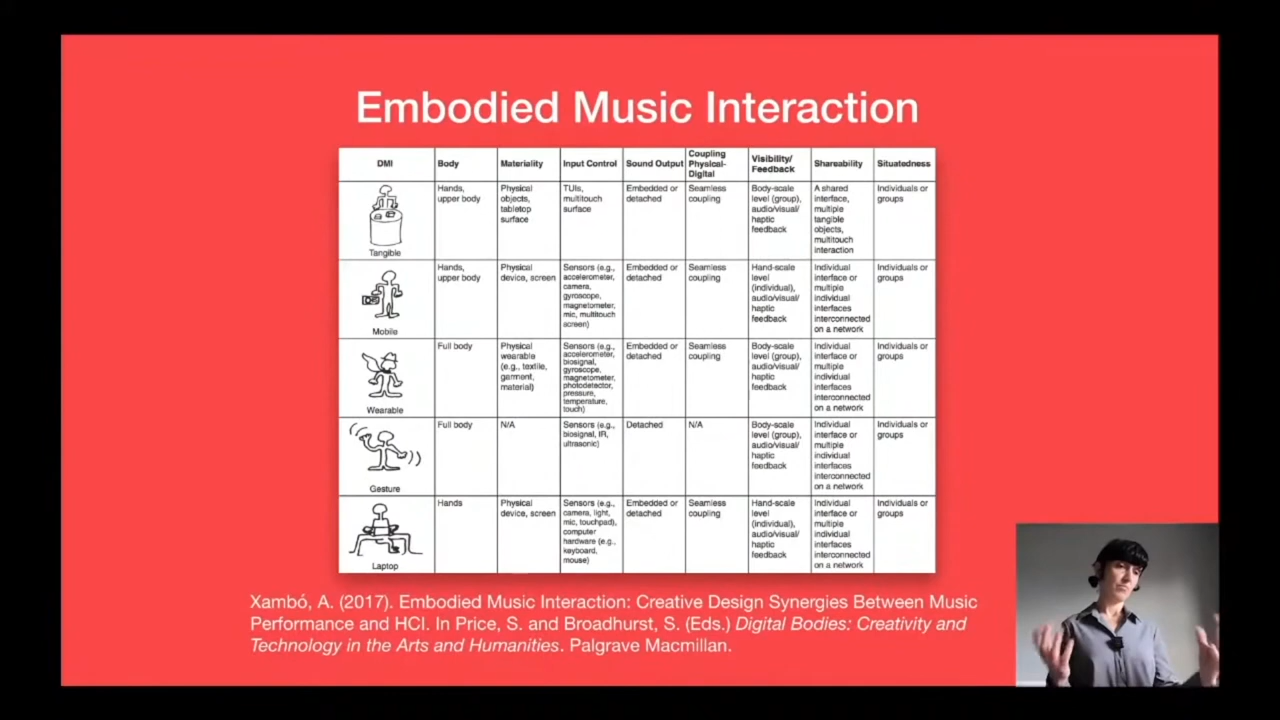 Embodied Music Interaction
DMI
Body
Materiality
Input Control
Sound Output
Coupling
Physical-
Digital
Visibility/
Feedback
Shareability
Situatedness
Tangible
Hands,
upper body
Physical
objects,
tabletop
surface
TUIs,
multitouch
surface
Embedded or
detached
Seamless
coupling
Body-scale
level (group),
audio/visual/
haptic
feedback
A shared
interface,
multiple
tangible
objects,
multitouch
interaction
Individuals or
groups
Mobile
Hands,
upper body
Physical
device, screen
Sensors (e.g.,
accelerometer,
camera,
gyroscope,
magnetometer,
mic, multitouch
screen)
Embedded or
detached
Seamless
coupling
Hand-scale
level
(individual),
audio/visual/
haptic
feedback
Individual
interface or
multiple
individual
interfaces
interconnected
on a network
Individuals or
groups
Wearable
Full body
Physical
wearable
(e.g., textile,
garment,
material)
Sensors (e.g.,
accelerometer,
biosignal,
gyroscope,
magnetometer,
photodetector,
pressure,
temperature,
touch)
Embedded or
detached
Seamless
coupling
Body-scale
level (group),
audio/visual/
haptic
feedback
Individual
interface or
multiple
individual
interfaces
interconnected
on a network
Individuals or
groups
Gesture
Full body
N/A
Sensors (e.g.,
biosignal, IR,
ultrasonic)
Detached
N/A
Body-scale
level (group),
audio/visual/
haptic
feedback
Individual
interface or
multiple
individual
interfaces
interconnected
on a network
Individuals or
groups
Laptop
Hands
Physical
device, screen
Sensors (e.g.,
camera, light,
mic, touchpad),
computer
hardware (e.g.,
keyboard,
mouse)
Embedded or
detached
Seamless
coupling
Hand-scale
level
(individual),
audio/visual/
haptic
feedback
Individual
interface or
multiple
individual
interfaces
interconnected
on a network
Individuals or
groups
Xambó, A. (2017). Embodied Music Interaction: Creative Design Synergies Between Music
Performance and HCI. In Price, S. and Broadhurst, S. (Eds.) Digital Bodies: Creativity and
Technology in the Arts and Humanities. Palgrave Macmillan.